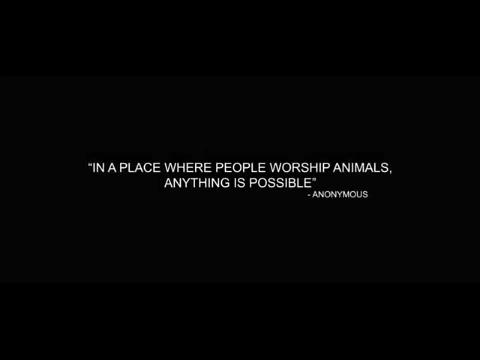 “IN A PLACE WHERE PEOPLE WORSHIP ANIMALS,
ANYTHING IS POSSIBLE”
- ANONYMOUS